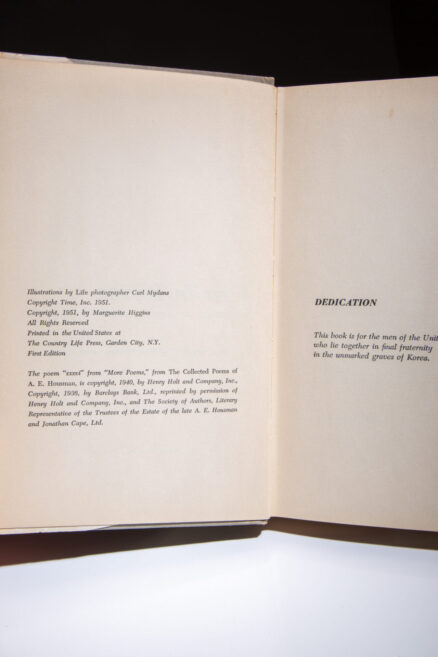 Illustrations by Life photographer Carl Mydans
Copyright Time, Inc. 1951.
Copyright, 1951, by Marguerite Higgins
All Rights Reserved
Printed in the United States at
The Country Life Press, Garden City, N.Y.
First Edition
The poem "xxxvi" from "More Poems," from The Collected Poems of
A. E. Housman, is copyright, 1940, by Henry Holt and Company, Inc.,
Copyright, 1936, by Barclays Bank, Ltd., reprinted by permission of
Henry Holt and Company, Inc., and The Society of Authors, Literary
Representative of the Trustees of the Estate of the late A. E. Housman
and Jonathan Cape, Ltd.
DEDICATION
This book is for the men of the Unit
who lie together in final fraternity
in the unmarked graves of Korea.